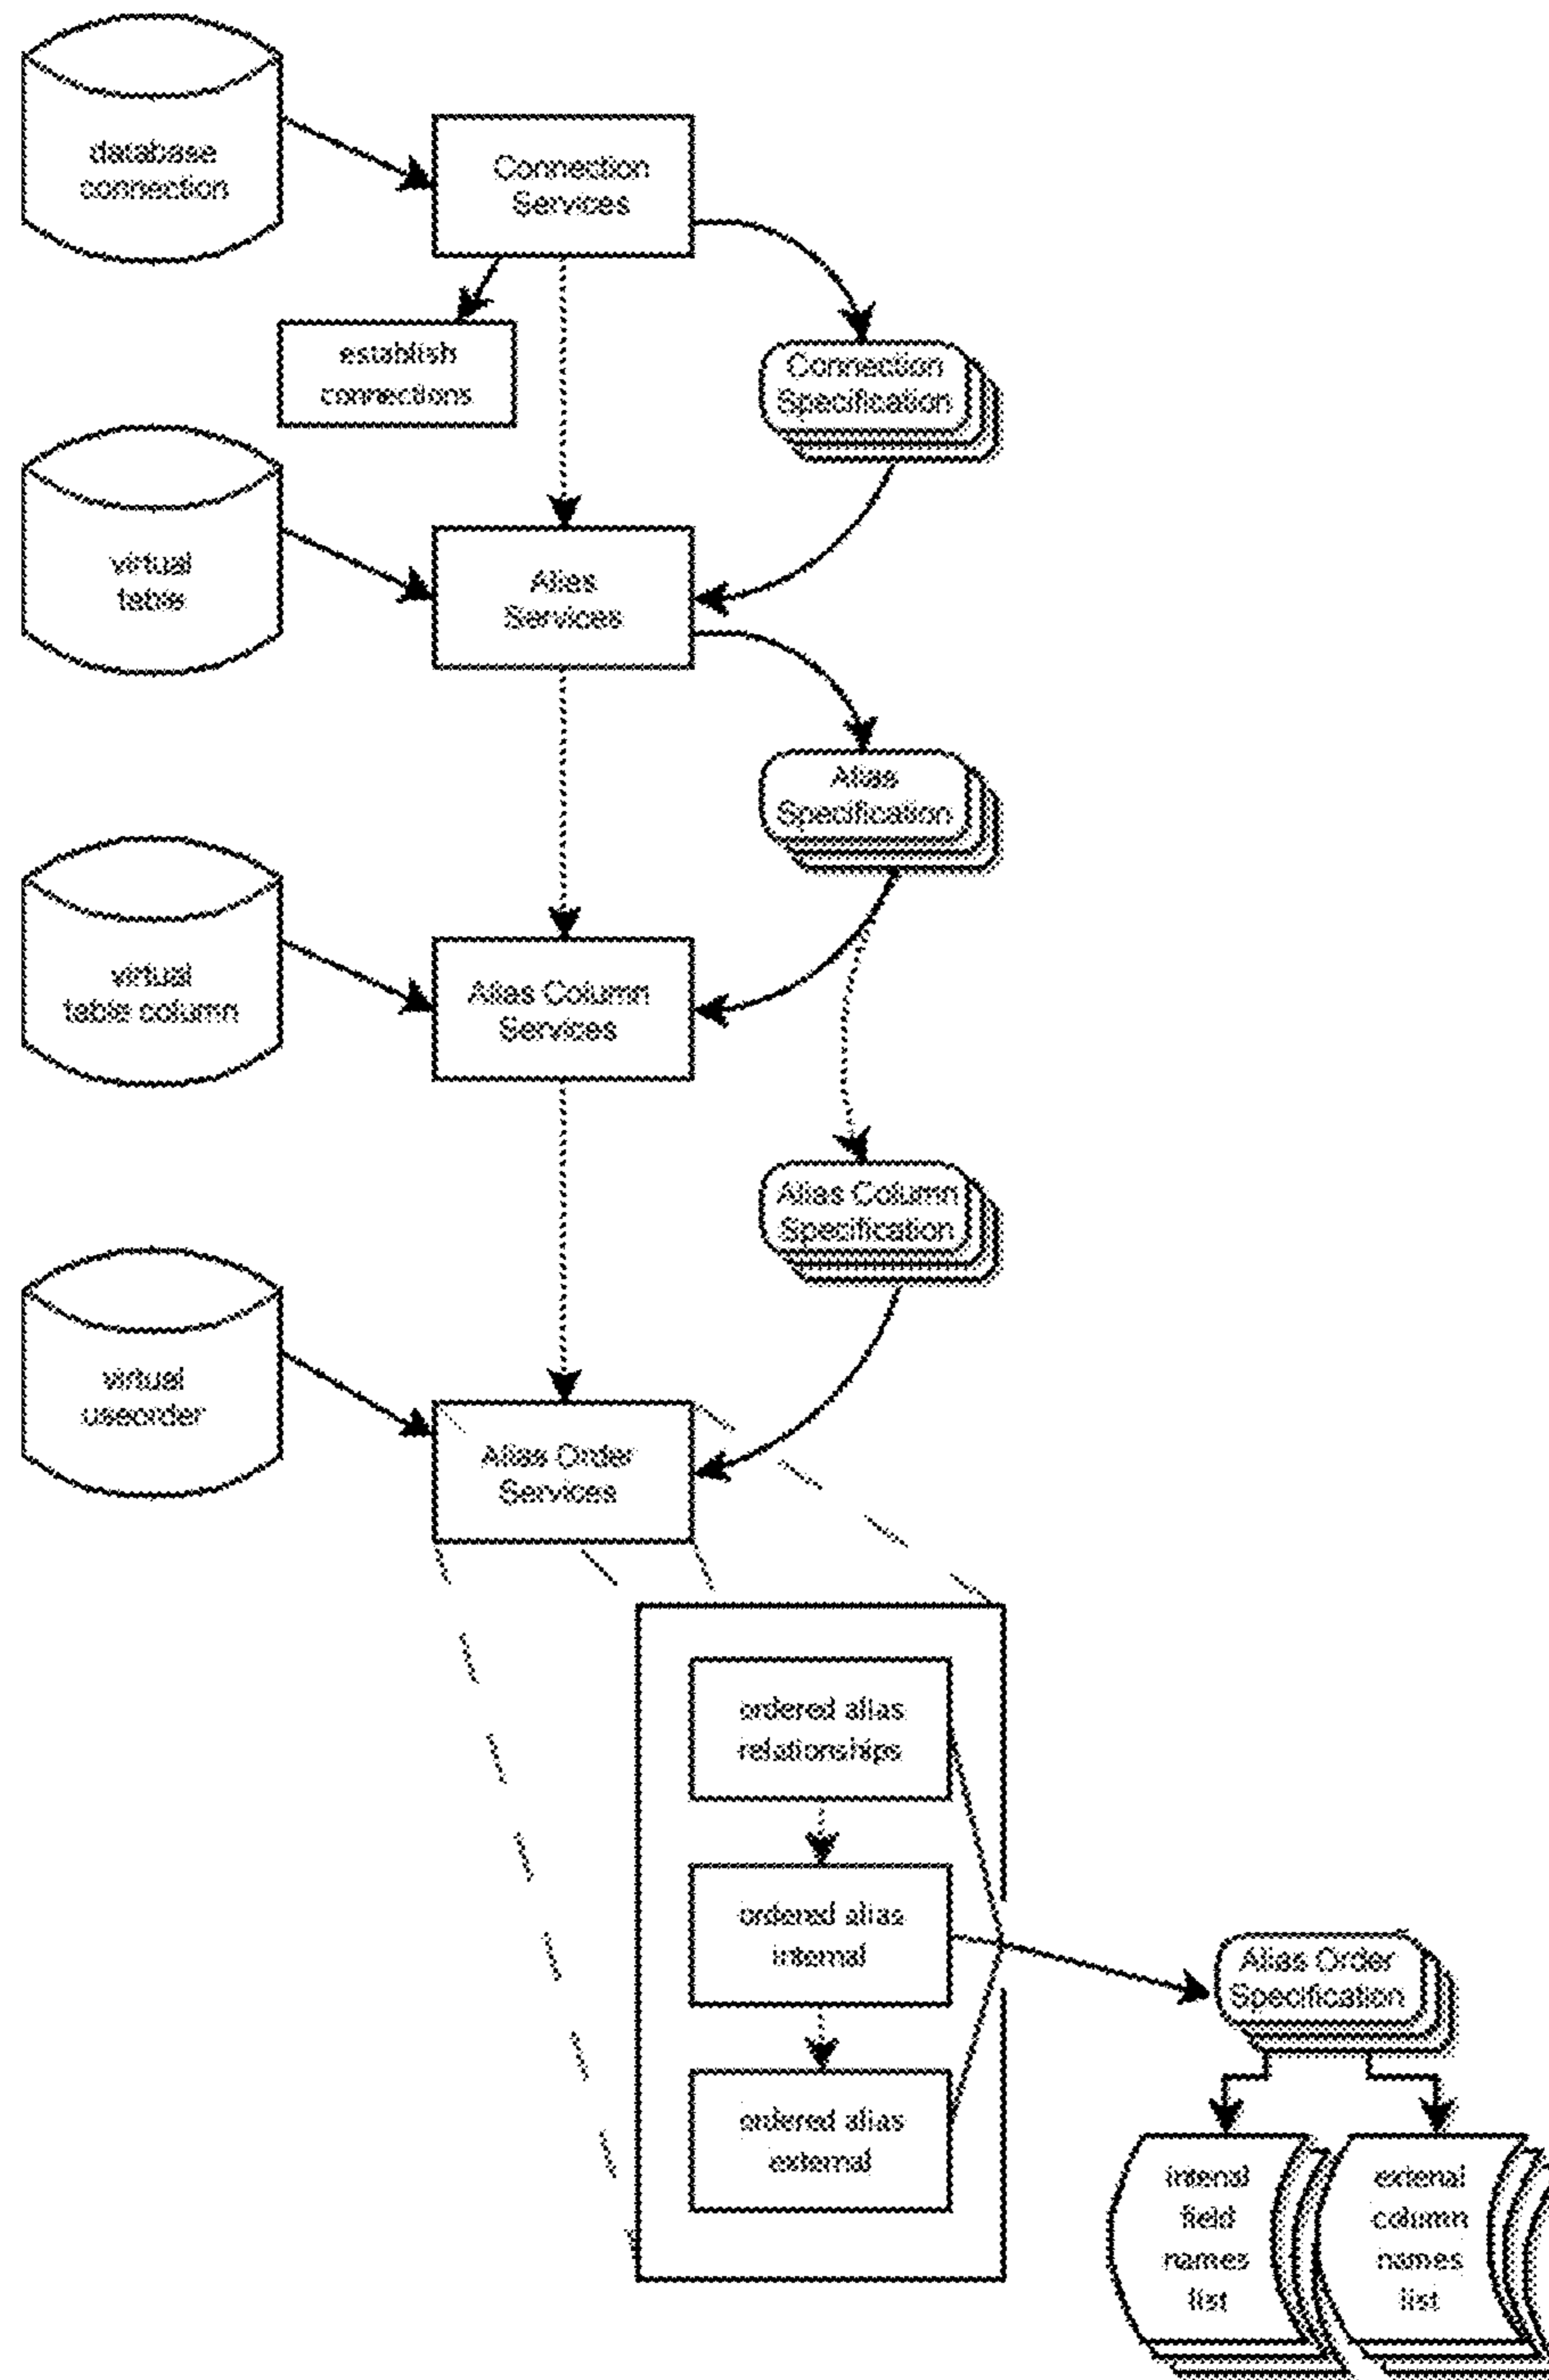 database
connection
Connection
Services
establish
connections
Connection
Specification
virtual
table
Alias
Services
Alias
Specification
virtual
table column
Alias Column
Services
Alias Column
Specification
virtual
useorder
Alias Order
Services
ordered alias
relationships
ordered alias
internal
Alias Order
Specification
ordered alias
external
intenal
field
names
list
extenal
column
names
list